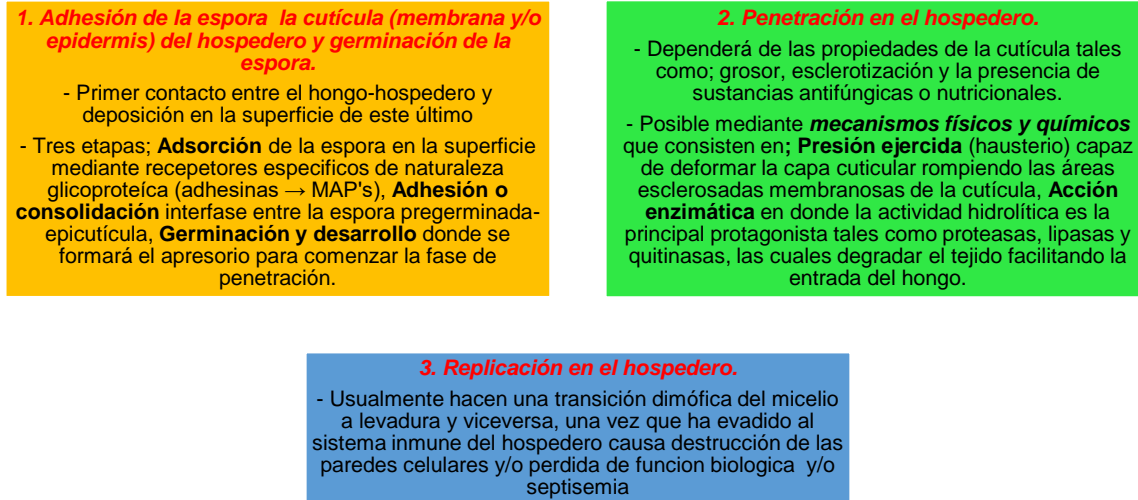 1. Adhesión de la espora la cutícula (membrana y/o
epidermis) del hospedero y germinación de la
espora.
- Primer contacto entre el hongo-hospedero y
deposición en la superficie de este último
- Tres etapas; Adsorción de la espora en la superficie
mediante recepetores especificos de naturaleza
glicoproteíca (adhesinas → MAP's), Adhesión o
consolidación interfase entre la espora pregerminada-
epicutícula, Germinación y desarrollo donde se
formará el apresorio para comenzar la fase de
penetración.
2. Penetración en el hospedero.
- Dependerá de las propiedades de la cutícula tales
como; grosor, esclerotización y la presencia de
sustancias antifúngicas o nutricionales.
- Posible mediante mecanismos físicos y químicos
que consisten en; Presión ejercida (hausterio) capaz
de deformar la capa cuticular rompiendo las áreas
esclerosadas membranosas de la cutícula, Acción
enzimática en donde la actividad hidrolítica es la
principal protagonista tales como proteasas, lipasas y
quitinasas, las cuales degradar el tejido facilitando la
entrada del hongo.
3. Replicación en el hospedero.
- Usualmente hacen una transición dimófica del micelio
a levadura y viceversa, una vez que ha evadido al
sistema inmune del hospedero causa destrucción de las
paredes celulares y/o perdida de funcion biologica y/o
septisemia